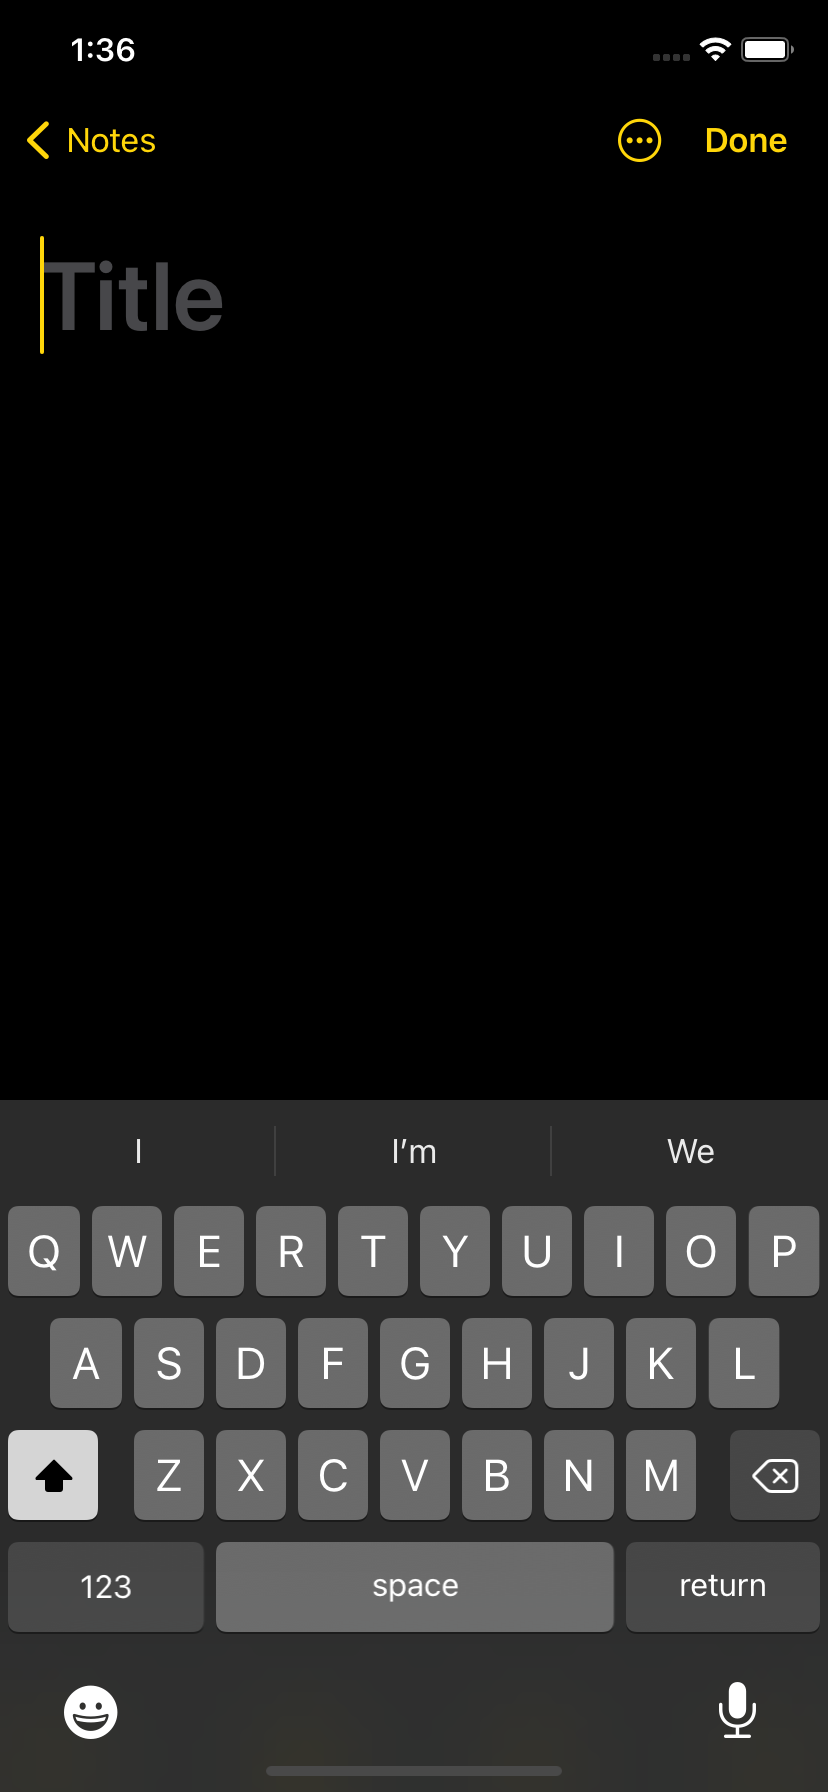 1:36
Notes
Done
Title
I
I’m
We
Q W E R T Y U I O P
A S D F G H J K L
Z X C V B N M
123
space
return